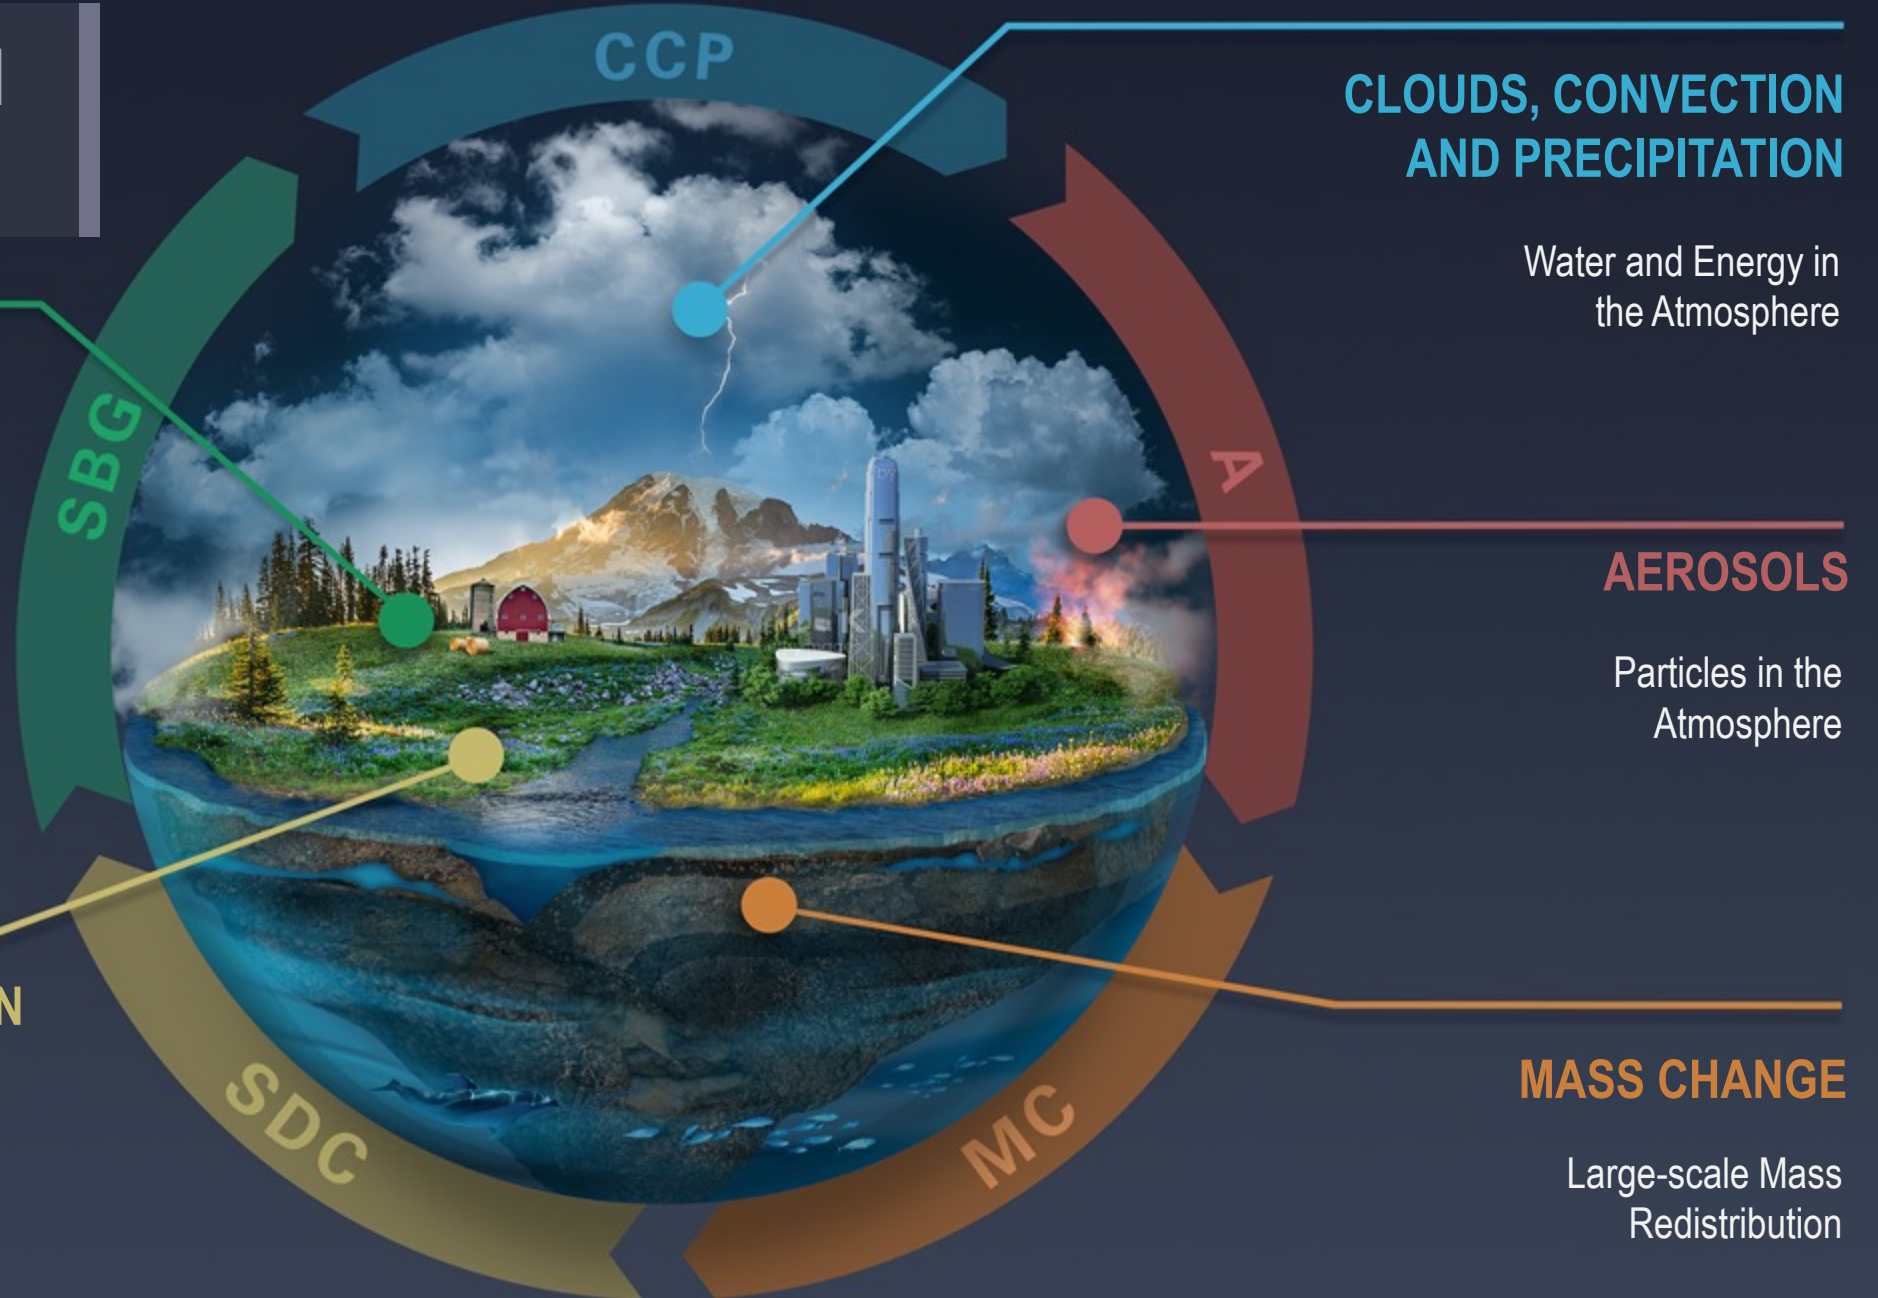 CCP
CLOUDS, CONVECTION
AND PRECIPITATION
Water and Energy in
the Atmosphere
SBG
A
AEROSOLS
Particles in the
Atmosphere
N
SDC
MC
MASS CHANGE
Large-scale Mass
Redistribution